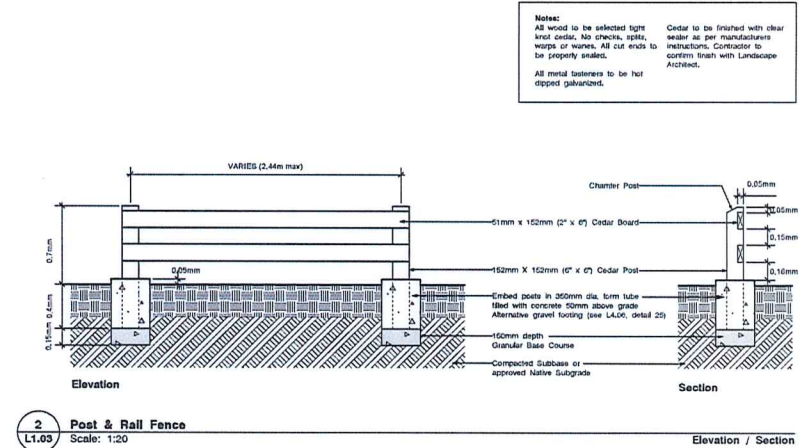 Notes:
All wood to be selected tight
knot cedar. No checks, splits,
warps or wanes. All cut ends to
be properly sealed.
All metal fasteners to be hot
dipped galvanized.
Cedar to be finished with clear
sealer as per manufacturers
instructions. Contractor to
confirm finish with Landscape
Architect.
VARIES (2,44m max)
Chamfer Post
0,05mm
0,05mm
51mm x 152mm (2" x 6") Cedar Board
0,15mm
0,7mm
0,05mm
152mm X 152mm (6" x 6") Cedar Post
0,16mm
Embed posts in 350mm dia. form tube
filled with concrete 50mm above grade
Alternative gravel footing (see L4.06, detail 25)
0,4mm
0,15mm
150mm depth
Granular Base Course
Compacted Subbase or
approved Native Subgrade
Elevation
Section
2
L1.03
Post & Rail Fence
Scale: 1:20
Elevation / Section